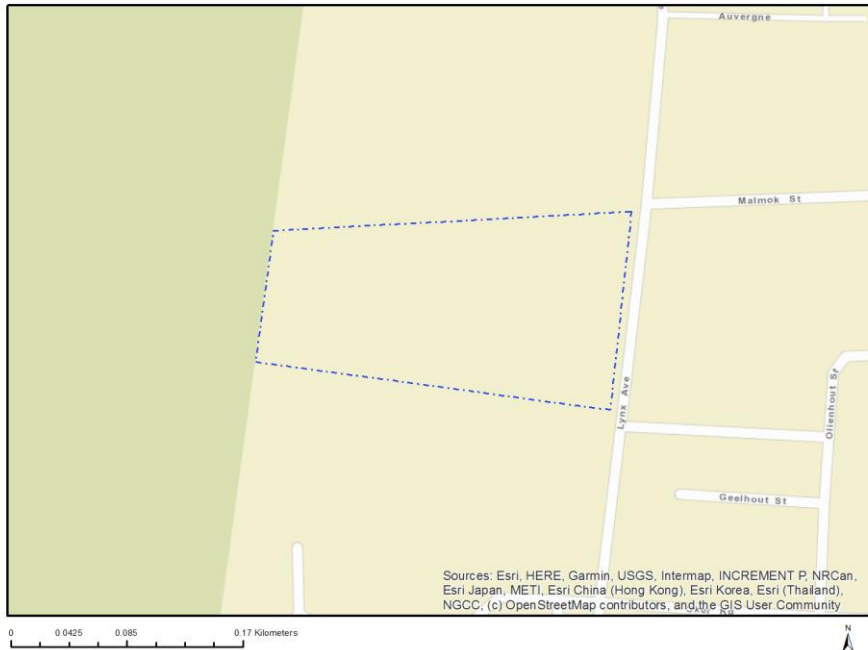 Auvergne
Malmok St
Lynx Ave
Olienhout St
Geelhout St
Sources: Esri, HERE, Garmin, USGS, Intermap, INCREMENT P, NRCan,
Esri Japan, METI, Esri China (Hong Kong), Esri Korea, Esri (Thailand),
NGCC, (c) OpenStreetMap contributors, and the GIS User Community
0 0.0425 0.085 0.17 Kilometers
N